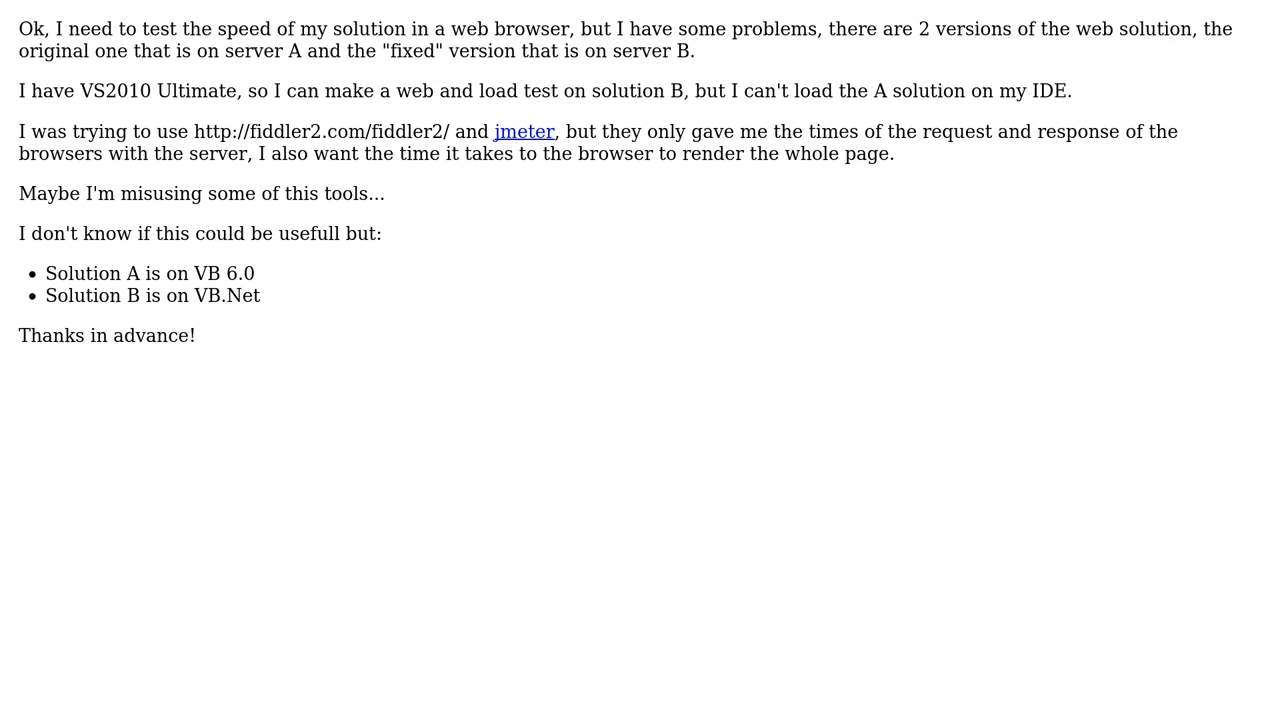 Ok, I need to test the speed of my solution in a web browser, but I have some problems, there are 2 versions of the web solution, the
original one that is on server A and the "fixed" version that is on server B.
I have VS2010 Ultimate, so I can make a web and load test on solution B, but I can't load the A solution on my IDE.
I was trying to use http://fiddler2.com/fiddler2/ and jmeter, but they only gave me the times of the request and response of the
browsers with the server, I also want the time it takes to the browser to render the whole page.
Maybe I'm misusing some of this tools...
I don't know if this could be usefull but:
• Solution A is on VB 6.0
• Solution B is on VB.Net
Thanks in advance!